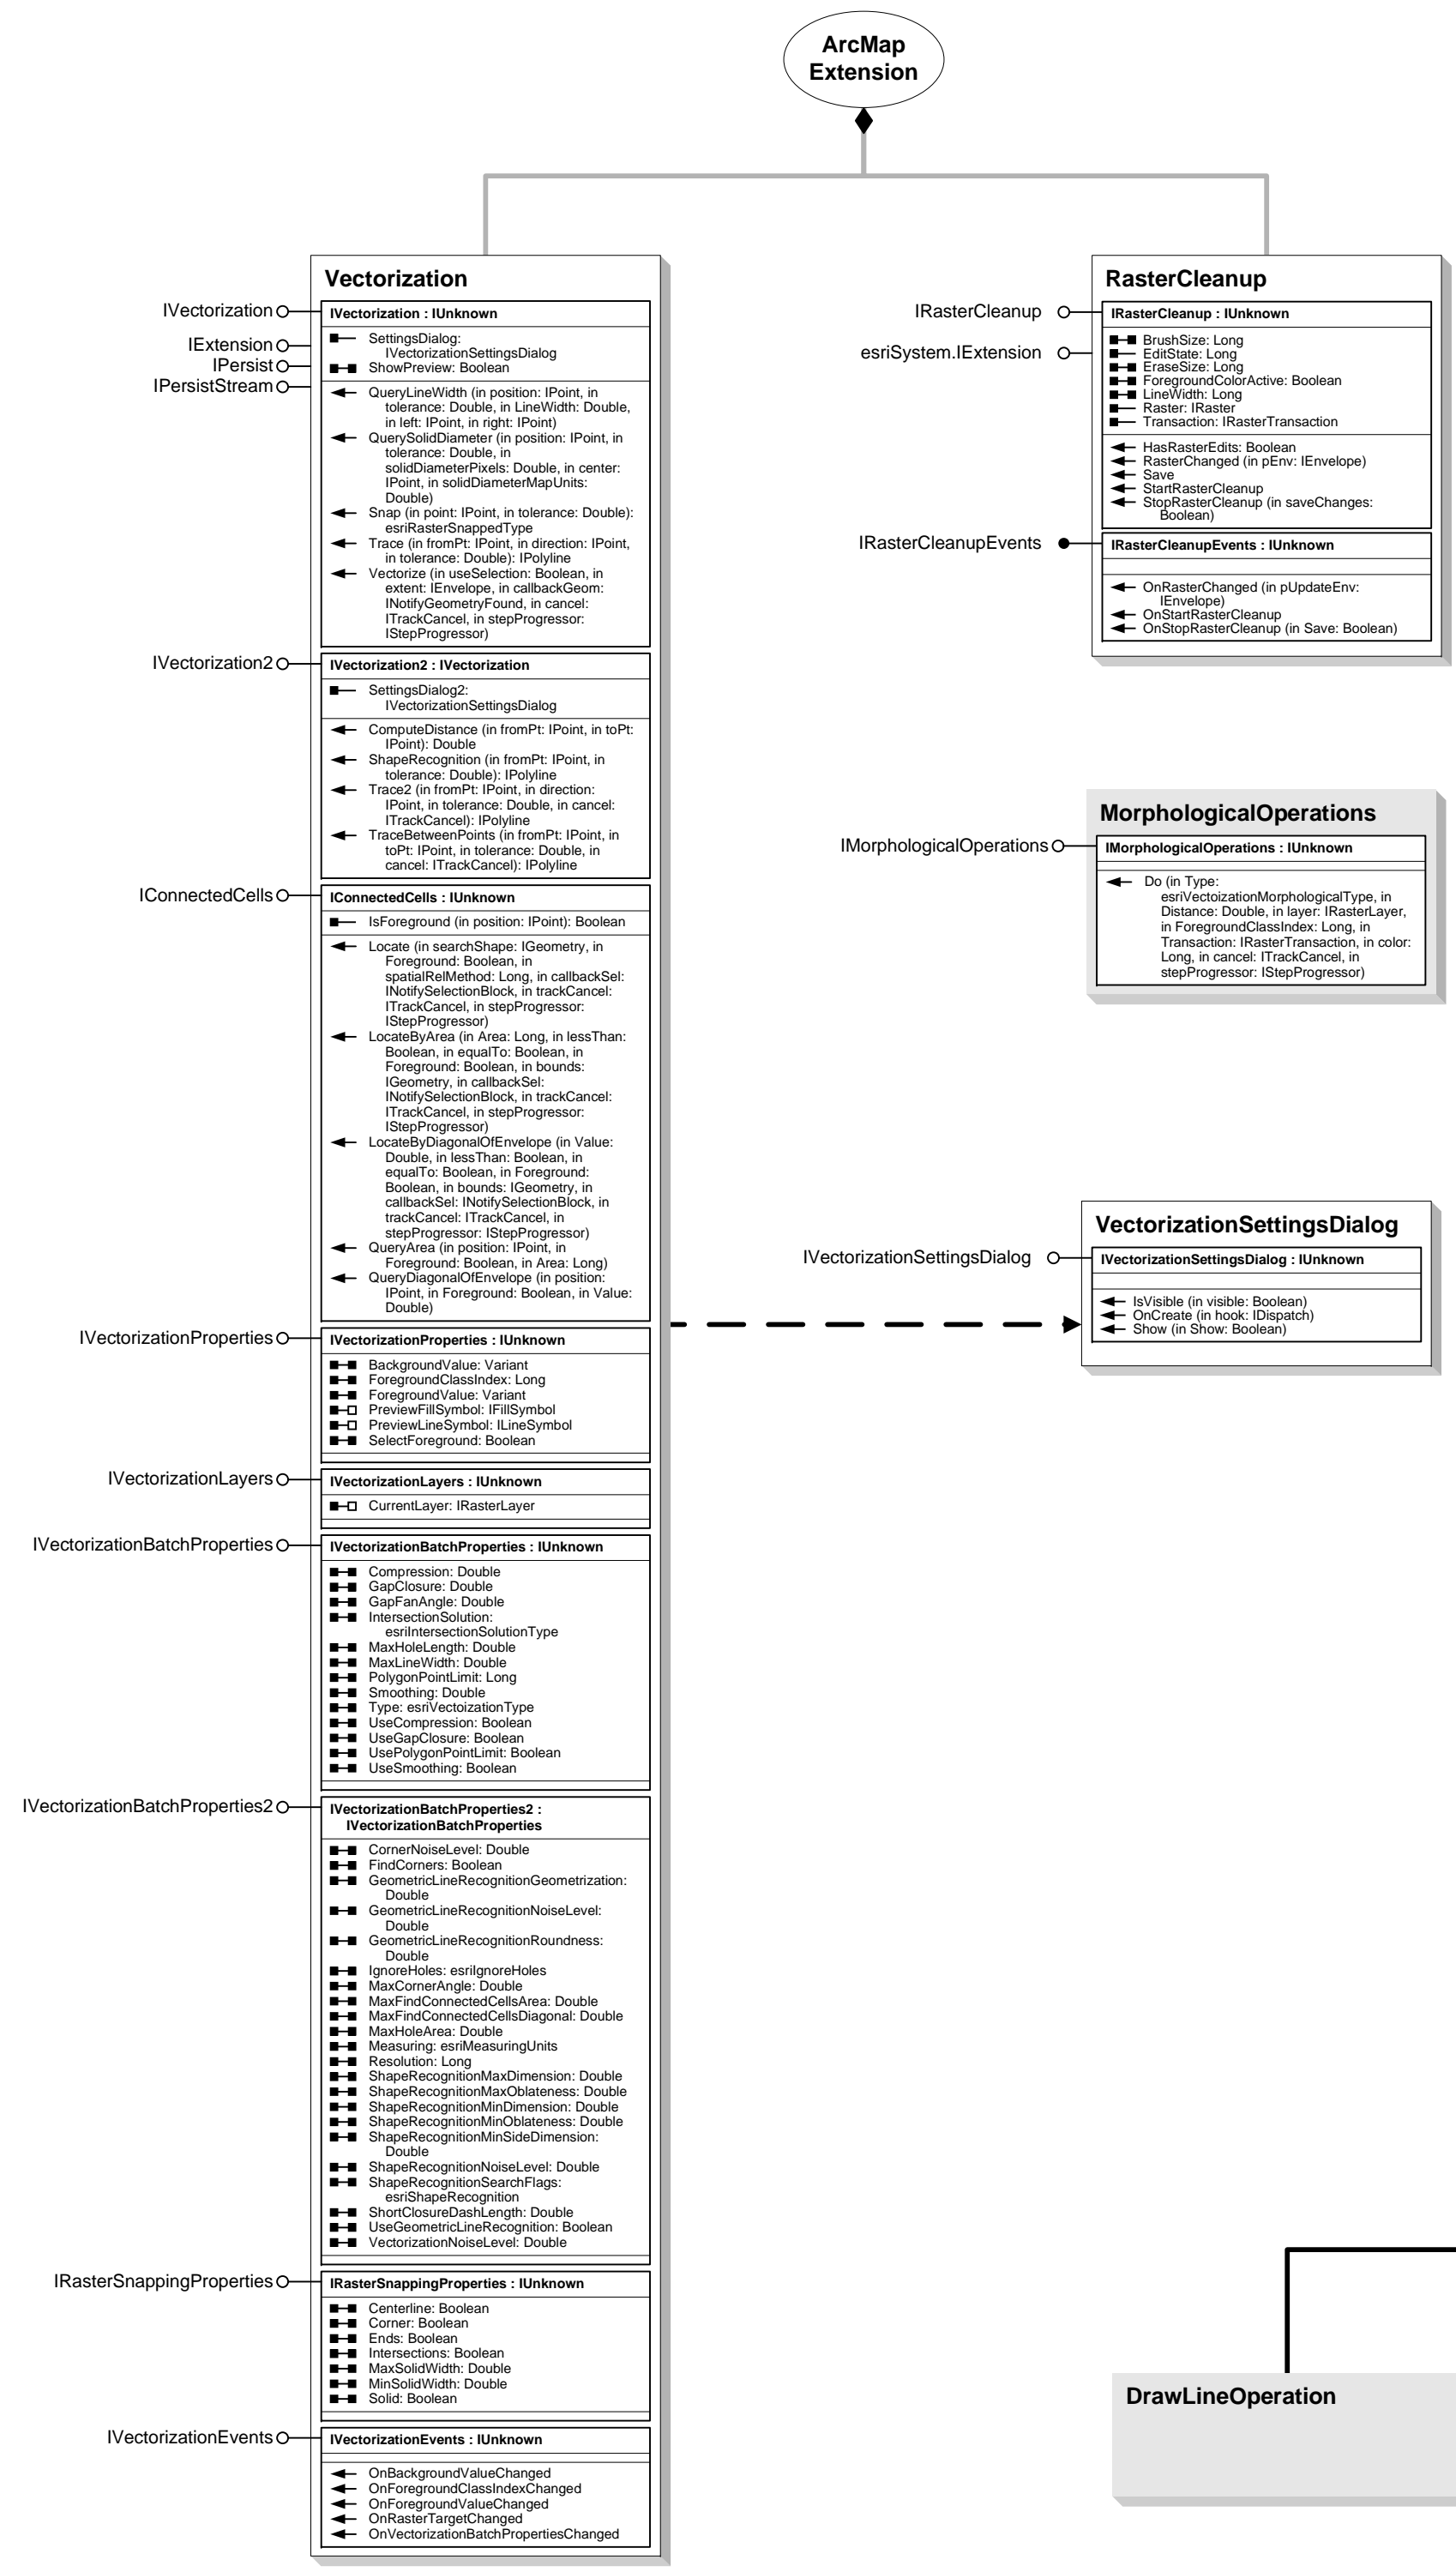 ArcMap
Extension
Vectorization
IVectorization
IExtension
IPersist
IPersistStream
IVectorization : IUnknown
SettingsDialog:
IVectorizationSettingsDialog
ShowPreview: Boolean
QueryLineWidth (in position: IPoint, in
tolerance: Double, in LineWidth: Double,
in left: IPoint, in right: IPoint)
QuerySolidDiameter (in position: IPoint, in
tolerance: Double, in
solidDiameterPixels: Double, in center:
IPoint, in solidDiameterMapUnits:
Double)
Snap (in point: IPoint, in tolerance: Double):
esriRasterSnappedType
Trace (in fromPt: IPoint, in direction: IPoint,
in tolerance: Double): IPolyline
Vectorize (in useSelection: Boolean, in
extent: IEnvelope, in callbackGeom:
INotifyGeometryFound, in cancel:
ITrackCancel, in stepProgressor:
IStepProgressor)
IVectorization2
IVectorization2 : IVectorization
SettingsDialog2:
IVectorizationSettingsDialog
ComputeDistance (in fromPt: IPoint, in toPt:
IPoint): Double
ShapeRecognition (in fromPt: IPoint, in
tolerance: Double): IPolyline
Trace2 (in fromPt: IPoint, in direction:
IPoint, in tolerance: Double, in cancel:
ITrackCancel): IPolyline
TraceBetweenPoints (in fromPt: IPoint, in
toPt: IPoint, in tolerance: Double, in
cancel: ITrackCancel): IPolyline
IConnectedCells
IConnectedCells : IUnknown
IsForeground (in position: IPoint): Boolean
Locate (in searchShape: IGeometry, in
Foreground: Boolean, in
spatialRelMethod: Long, in callbackSel:
INotifySelectionBlock, in trackCancel:
ITrackCancel, in stepProgressor:
IStepProgressor)
LocateByArea (in Area: Long, in lessThan:
Boolean, in equalTo: Boolean, in
Foreground: Boolean, in bounds:
IGeometry, in callbackSel:
INotifySelectionBlock, in trackCancel:
ITrackCancel, in stepProgressor:
IStepProgressor)
LocateByDiagonalOfEnvelope (in Value:
Double, in lessThan: Boolean, in
equalTo: Boolean, in Foreground:
Boolean, in bounds: IGeometry, in
callbackSel: INotifySelectionBlock, in
trackCancel: ITrackCancel, in
stepProgressor: IStepProgressor)
QueryArea (in position: IPoint, in
Foreground: Boolean, in Area: Long)
QueryDiagonalOfEnvelope (in position:
IPoint, in Foreground: Boolean, in Value:
Double)
IVectorizationProperties
IVectorizationProperties : IUnknown
BackgroundValue: Variant
ForegroundClassIndex: Long
ForegroundValue: Variant
PreviewFillSymbol: IFillSymbol
PreviewLineSymbol: ILineSymbol
SelectForeground: Boolean
IVectorizationLayers
IVectorizationLayers : IUnknown
CurrentLayer: IRasterLayer
IVectorizationBatchProperties
IVectorizationBatchProperties : IUnknown
Compression: Double
GapClosure: Double
GapFanAngle: Double
IntersectionSolution:
esriIntersectionSolutionType
MaxHoleLength: Double
MaxLineWidth: Double
PolygonPointLimit: Long
Smoothing: Double
Type: esriVectoizationType
UseCompression: Boolean
UseGapClosure: Boolean
UsePolygonPointLimit: Boolean
UseSmoothing: Boolean
IVectorizationBatchProperties2
IVectorizationBatchProperties2 :
IVectorizationBatchProperties
CornerNoiseLevel: Double
FindCorners: Boolean
GeometricLineRecognitionGeometrization:
Double
GeometricLineRecognitionNoiseLevel:
Double
GeometricLineRecognitionRoundness:
Double
IgnoreHoles: esriIgnoreHoles
MaxCornerAngle: Double
MaxFindConnectedCellsArea: Double
MaxFindConnectedCellsDiagonal: Double
MaxHoleArea: Double
Measuring: esriMeasuringUnits
Resolution: Long
ShapeRecognitionMaxDimension: Double
ShapeRecognitionMaxOblateness: Double
ShapeRecognitionMinDimension: Double
ShapeRecognitionMinOblateness: Double
ShapeRecognitionMinSideDimension:
Double
ShapeRecognitionNoiseLevel: Double
ShapeRecognitionSearchFlags:
esriShapeRecognition
ShortClosureDashLength: Double
UseGeometricLineRecognition: Boolean
VectorizationNoiseLevel: Double
IRasterSnappingProperties
IRasterSnappingProperties : IUnknown
Centerline: Boolean
Corner: Boolean
Ends: Boolean
Intersections: Boolean
MaxSolidWidth: Double
MinSolidWidth: Double
Solid: Boolean
IVectorizationEvents
IVectorizationEvents : IUnknown
OnBackgroundValueChanged
OnForegroundClassIndexChanged
OnForegroundValueChanged
OnRasterTargetChanged
OnVectorizationBatchPropertiesChanged
RasterCleanup
IRasterCleanup
esriSystem.IExtension
IRasterCleanup : IUnknown
BrushSize: Long
EditState: Long
EraseSize: Long
ForegroundColorActive: Boolean
LineWidth: Long
Raster: IRaster
Transaction: IRasterTransaction
HasRasterEdits: Boolean
RasterChanged (in pEnv: IEnvelope)
Save
StartRasterCleanup
StopRasterCleanup (in saveChanges:
Boolean)
IRasterCleanupEvents
IRasterCleanupEvents : IUnknown
OnRasterChanged (in pUpdateEnv:
IEnvelope)
OnStartRasterCleanup
OnStopRasterCleanup (in Save: Boolean)
MorphologicalOperations
IMorphologicalOperations
IMorphologicalOperations : IUnknown
Do (in Type:
esriVectoizationMorphologicalType, in
Distance: Double, in layer: IRasterLayer,
in ForegroundClassIndex: Long, in
Transaction: IRasterTransaction, in color:
Long, in cancel: ITrackCancel, in
stepProgressor: IStepProgressor)
VectorizationSettingsDialog
IVectorizationSettingsDialog
IVectorizationSettingsDialog : IUnknown
IsVisible (in visible: Boolean)
OnCreate (in hook: IDispatch)
Show (in Show: Boolean)
DrawLineOperation